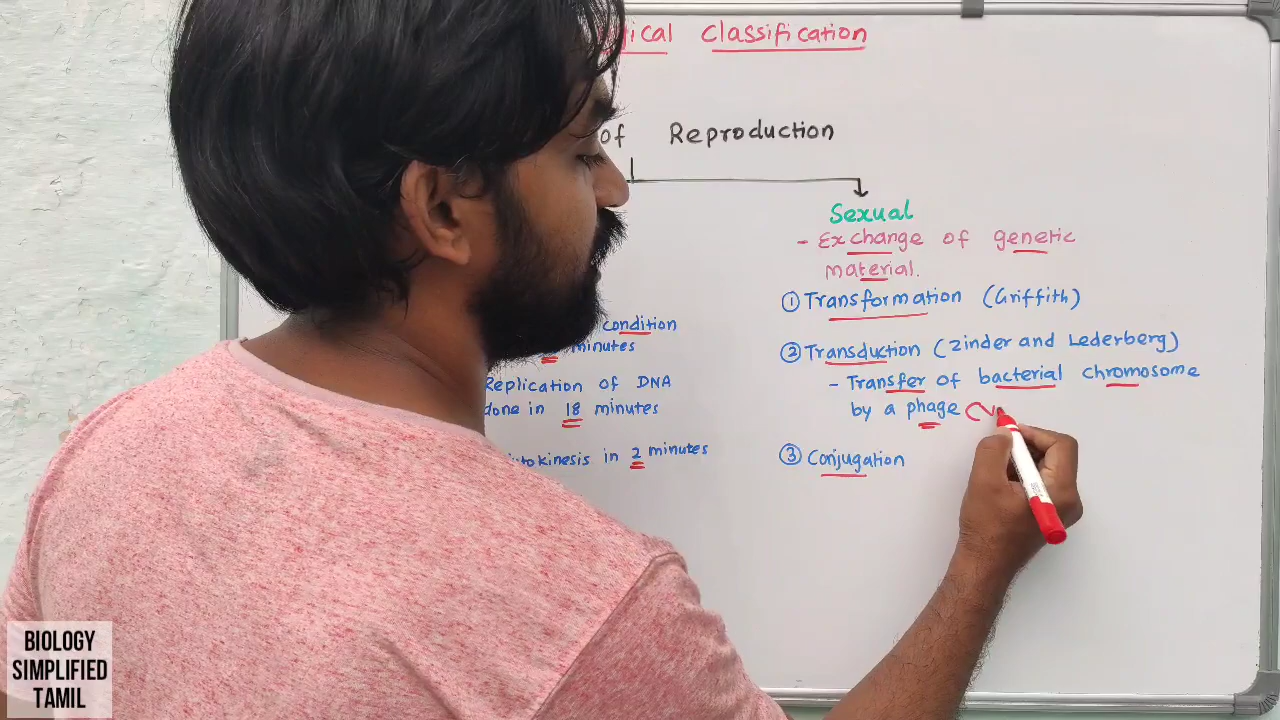 Classification
of Reproduction
Sexual
- Exchange of genetic
material.
① Transformation (Griffith)
② Transduction (Zinder and Lederberg)
- Transfer of bacterial chromosome
by a phage (
③ Conjugation
condition
minutes
Replication of DNA
done in 18 minutes
in 2 minutes
BIOLOGY
SIMPLIFIED
TAMIL